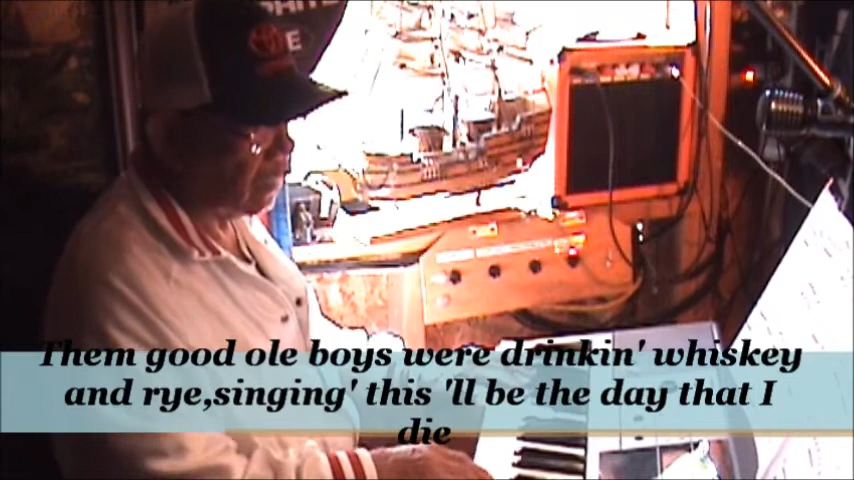 Them good ole boys were drinkin' whiskey
and rye,singing' this 'll be the day that I
die